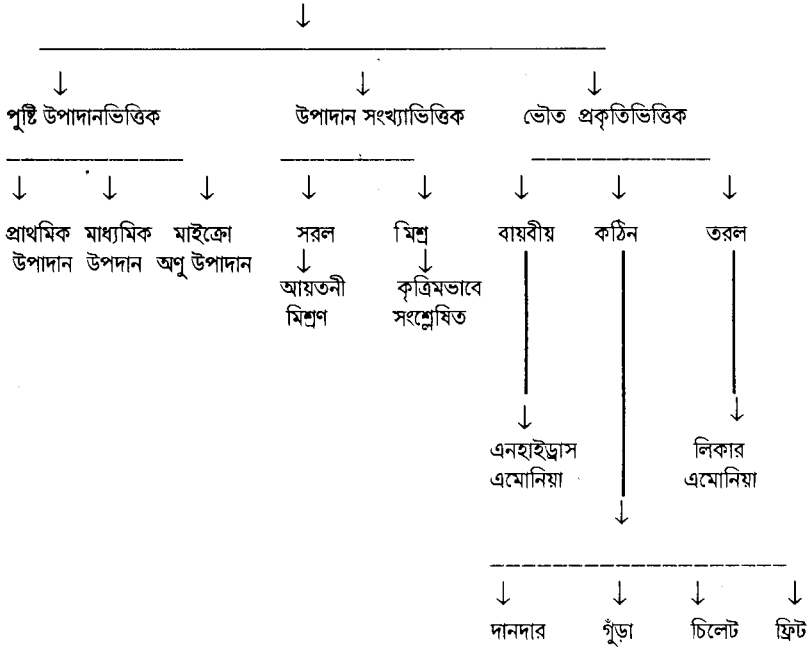 পুষ্টি উপাদানভিত্তিক উপাদান সংখ্যাভিত্তিক ভৌত প্রকৃতিভিত্তিক
প্রাথমিক মাধ্যমিক মাইক্রো সরল মিশ্র বায়বীয় কঠিন তরল
উপাদান উপদান অণু উপাদান
আয়তনী কৃত্রিমভাবে
মিশ্রণ সংশ্লেষিত
এনহাইড্রাস লিকার
এমোনিয়া এমোনিয়া
দানদার গুঁড়া চিলেট ফ্রিট